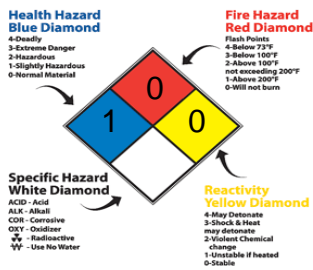 Health Hazard
Blue Diamond
4-Deadly
3-Extreme Danger
2-Hazardous
1-Slightly Hazardous
0-Normal Material
Fire Hazard
Red Diamond
Flash Points
4-Below 73°F
3-Below 100°F
2-Above 100°F
not exceeding 200°F
1-Above 200°F
0-Will not burn
0
1
0
Specific Hazard
White Diamond
ACID - Acid
ALK - Alkali
COR - Corrosive
OXY - Oxidizer
- Radioactive
W - Use No Water
Reactivity
Yellow Diamond
4-May Detonate
3-Shock & Heat
may detonate
2-Violent Chemical
change
1-Unstable if heated
0-Stable